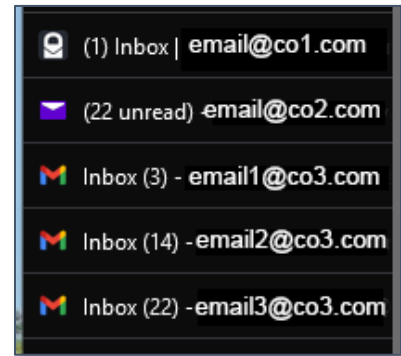 (1) Inbox | email@co1.com
(22 unread) - email@co2.com
Inbox (3) - email1@co3.com
Inbox (14) - email2@co3.com
Inbox (22) - email3@co3.com